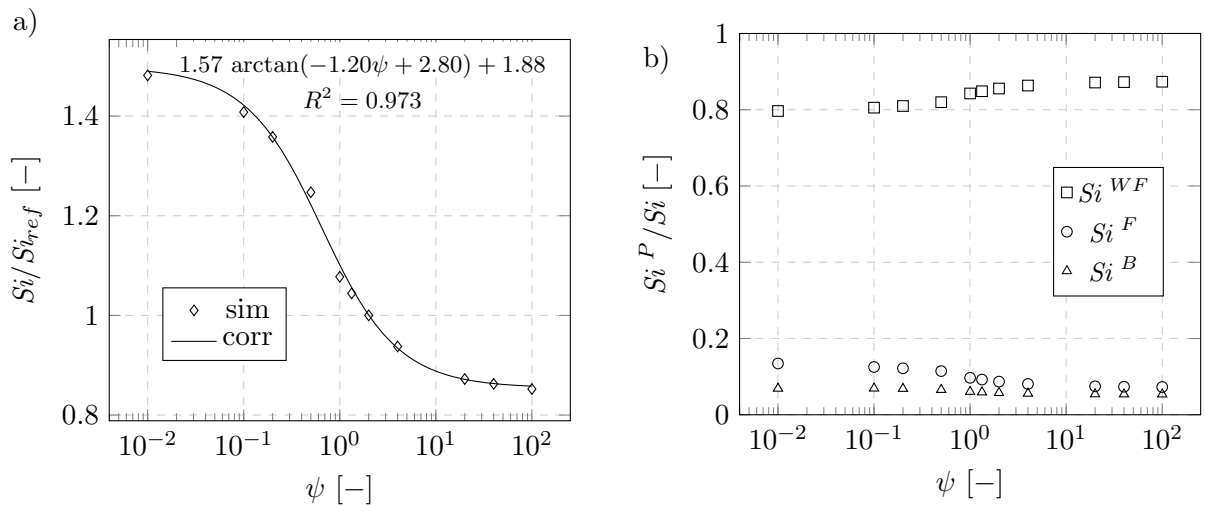 a)
1.57 arctan(−1.20ψ + 2.80) + 1.88
R² = 0.973
1.4
1.2
1
0.8
Si/Si_ref [−]
sim
corr
10⁻² 10⁻¹ 10⁰ 10¹ 10²
ψ [−]
b)
1
0.8
0.6
0.4
0.2
0
Si^P/Si [−]
Si^WF
Si^F
Si^B
10⁻² 10⁻¹ 10⁰ 10¹ 10²
ψ [−]